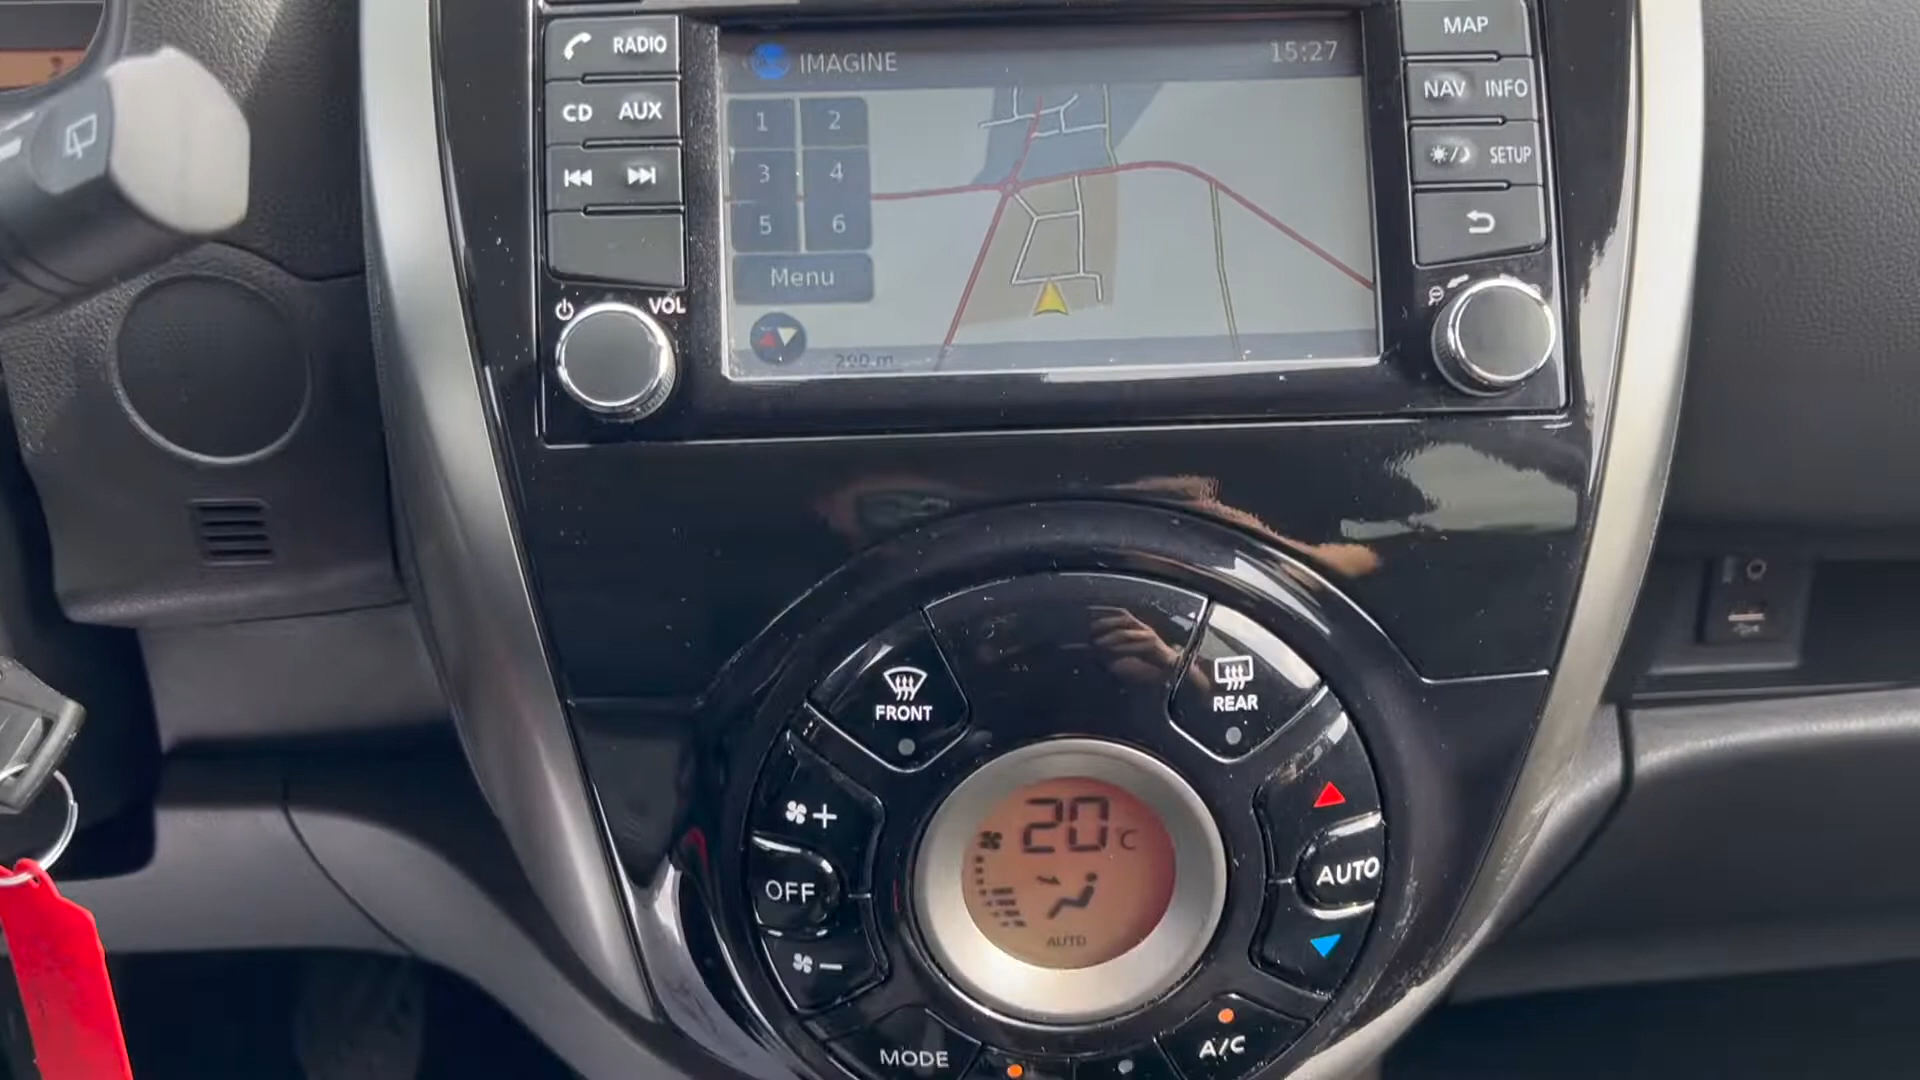 RADIO
CD AUX
VOL
IMAGINE
15:27
1 2
3 4
5 6
Menu
MAP
NAV INFO
SETUP
FRONT
REAR
20 °C
AUTO
OFF
AUTO
MODE
A/C